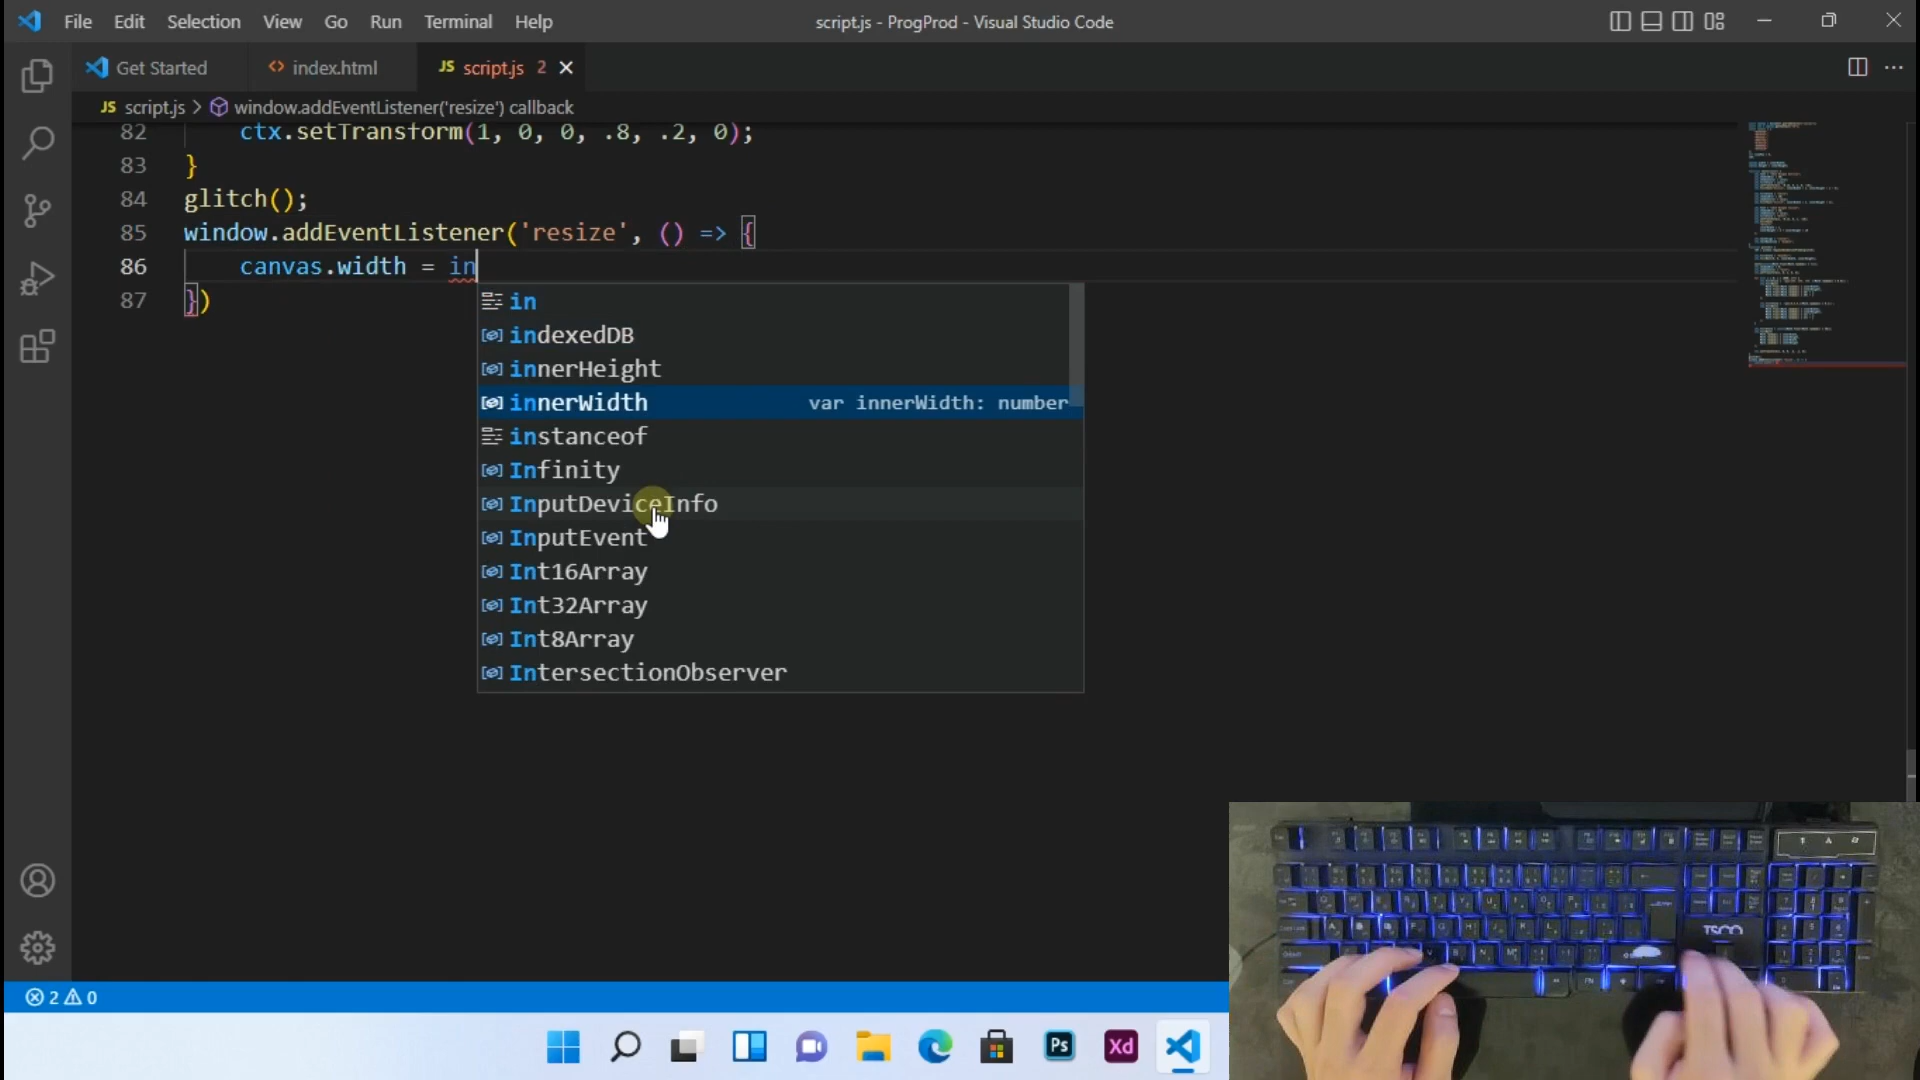 File Edit Selection View Go Run Terminal Help
script.js - ProgProd - Visual Studio Code
Get Started
index.html
JS script.js 2
JS script.js > window.addEventListener('resize') callback
82 ctx.setTransform(1, 0, 0, .8, .2, 0);
83 }
84 glitch();
85 window.addEventListener('resize', () => {
86 canvas.width = in
87 })
in
indexedDB
innerHeight
innerWidth var innerWidth: number
instanceof
Infinity
InputDeviceInfo
InputEvent
Int16Array
Int32Array
Int8Array
IntersectionObserver
2 0
Ps
Xd
TSCO